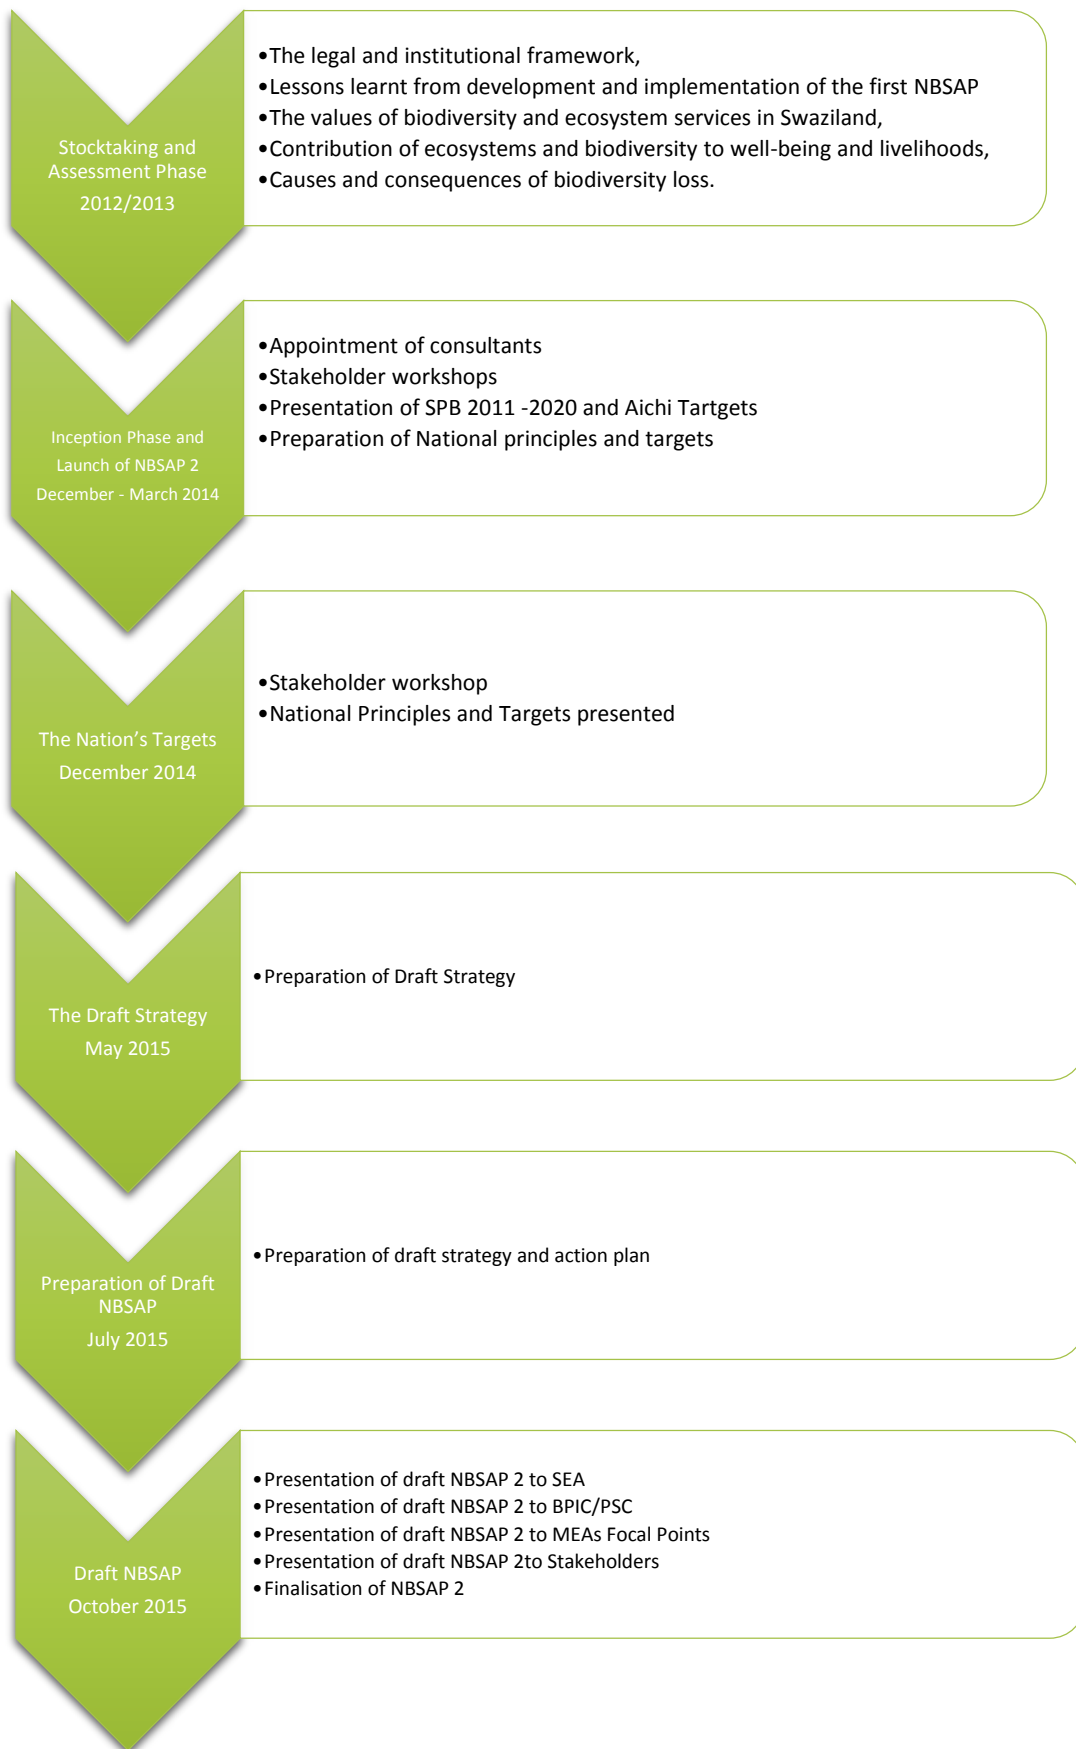 Stocktaking and
Assessment Phase
2012/2013
•The legal and institutional framework,
•Lessons learnt from development and implementation of the first NBSAP
•The values of biodiversity and ecosystem services in Swaziland,
•Contribution of ecosystems and biodiversity to well-being and livelihoods,
•Causes and consequences of biodiversity loss.
Inception Phase and
Launch of NBSAP 2
December - March 2014
•Appointment of consultants
•Stakeholder workshops
•Presentation of SPB 2011 -2020 and Aichi Tartgets
•Preparation of National principles and targets
The Nation's Targets
December 2014
•Stakeholder workshop
•National Principles and Targets presented
The Draft Strategy
May 2015
•Preparation of Draft Strategy
Preparation of Draft
NBSAP
July 2015
•Preparation of draft strategy and action plan
Draft NBSAP
October 2015
•Presentation of draft NBSAP 2 to SEA
•Presentation of draft NBSAP 2 to BPIC/PSC
•Presentation of draft NBSAP 2 to MEAs Focal Points
•Presentation of draft NBSAP 2to Stakeholders
•Finalisation of NBSAP 2